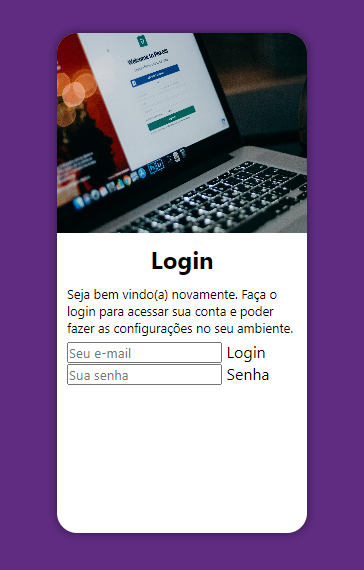 Login
Seja bem vindo(a) novamente. Faça o
login para acessar sua conta e poder
fazer as configurações no seu ambiente.
Seu e-mail Login
Sua senha Senha